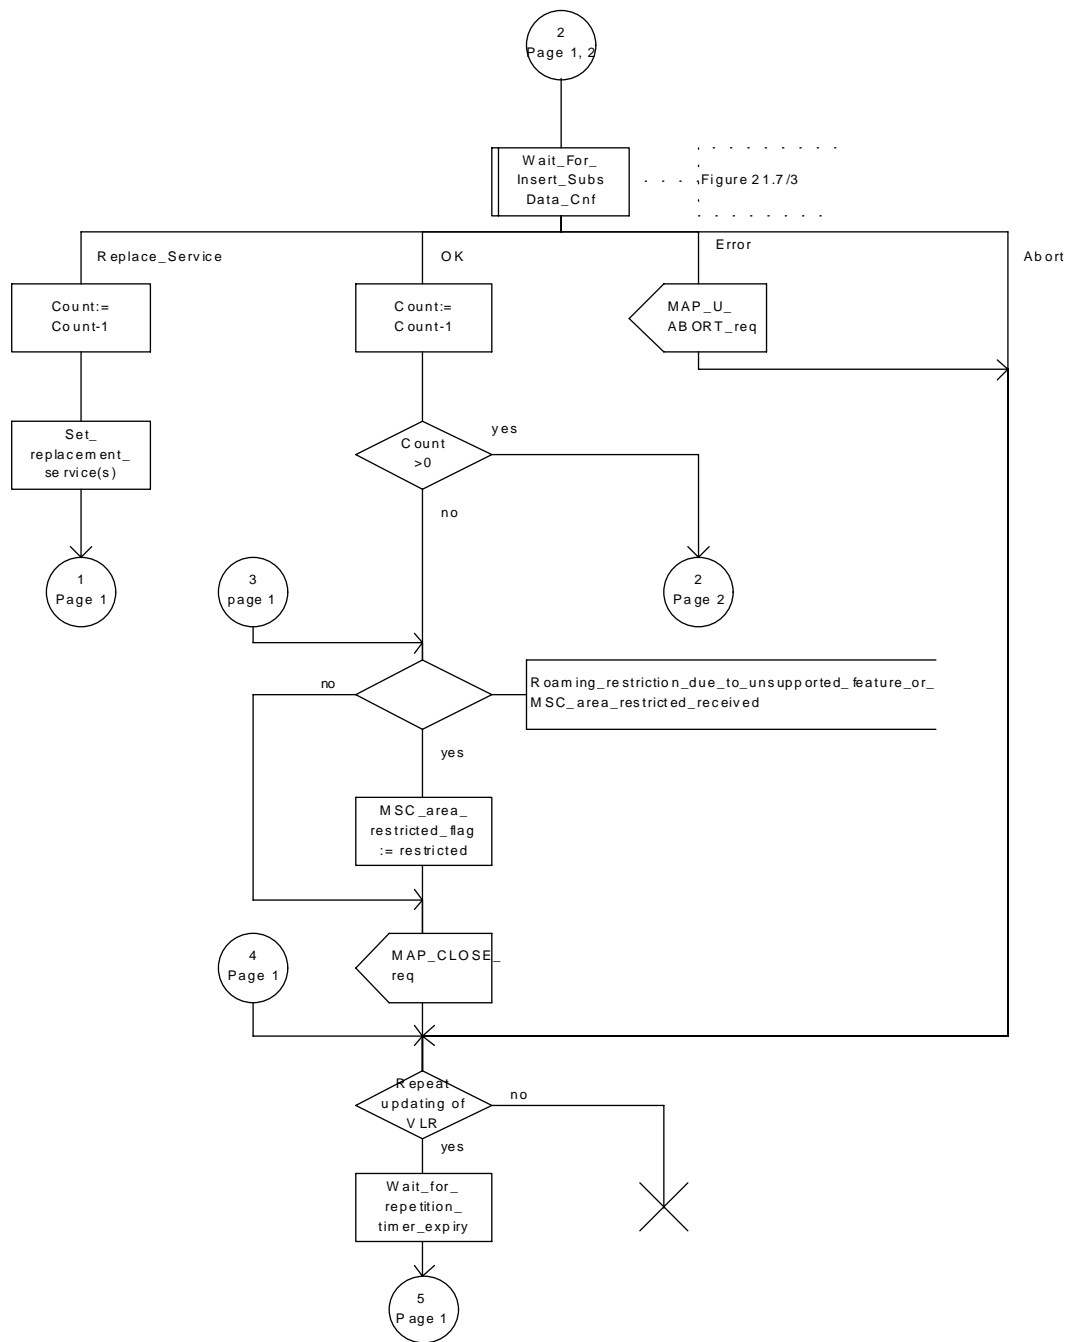 2
Page 1, 2
Wait_For_
Insert_Subs
Data_Cnf
Figure 21.7/3
Replace_Service
OK
Error
Abort
Count:=
Count-1
Count:=
Count-1
MAP_U_
ABORT_req
Set_
replacement_
service(s)
Count
>0
yes
no
1
Page 1
3
page 1
2
Page 2
no
Roaming_restriction_due_to_unsupported_feature_or_
MSC_area_restricted_received
yes
MSC_area_
restricted_flag
:= restricted
4
Page 1
MAP_CLOSE_
req
Repeat
updating of
VLR
no
yes
Wait_for_
repetition_
timer_expiry
5
Page 1